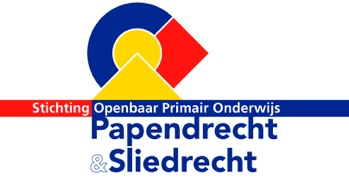 Stichting Openbaar Primair Onderwijs
Papendrecht
&Sliedrecht